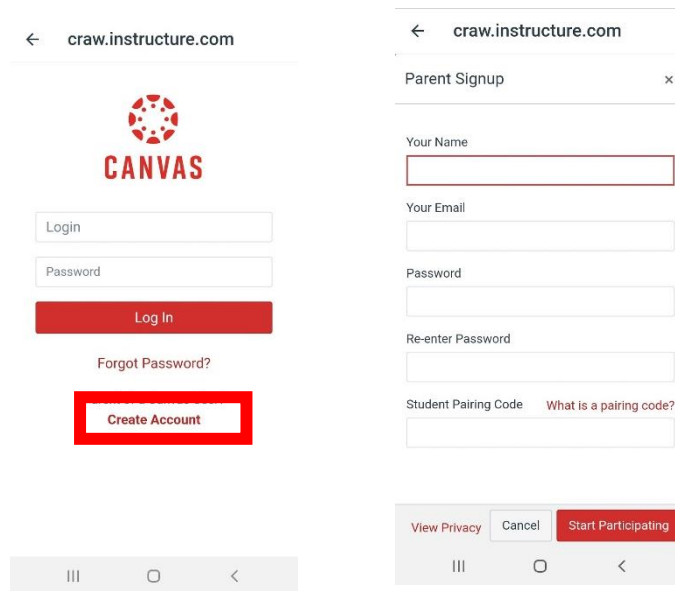 craw.instructure.com
CANVAS
Login
Password
Log In
Forgot Password?
Create Account
craw.instructure.com
Parent Signup
Your Name
Your Email
Password
Re-enter Password
Student Pairing Code What is a pairing code?
View Privacy Cancel Start Participating